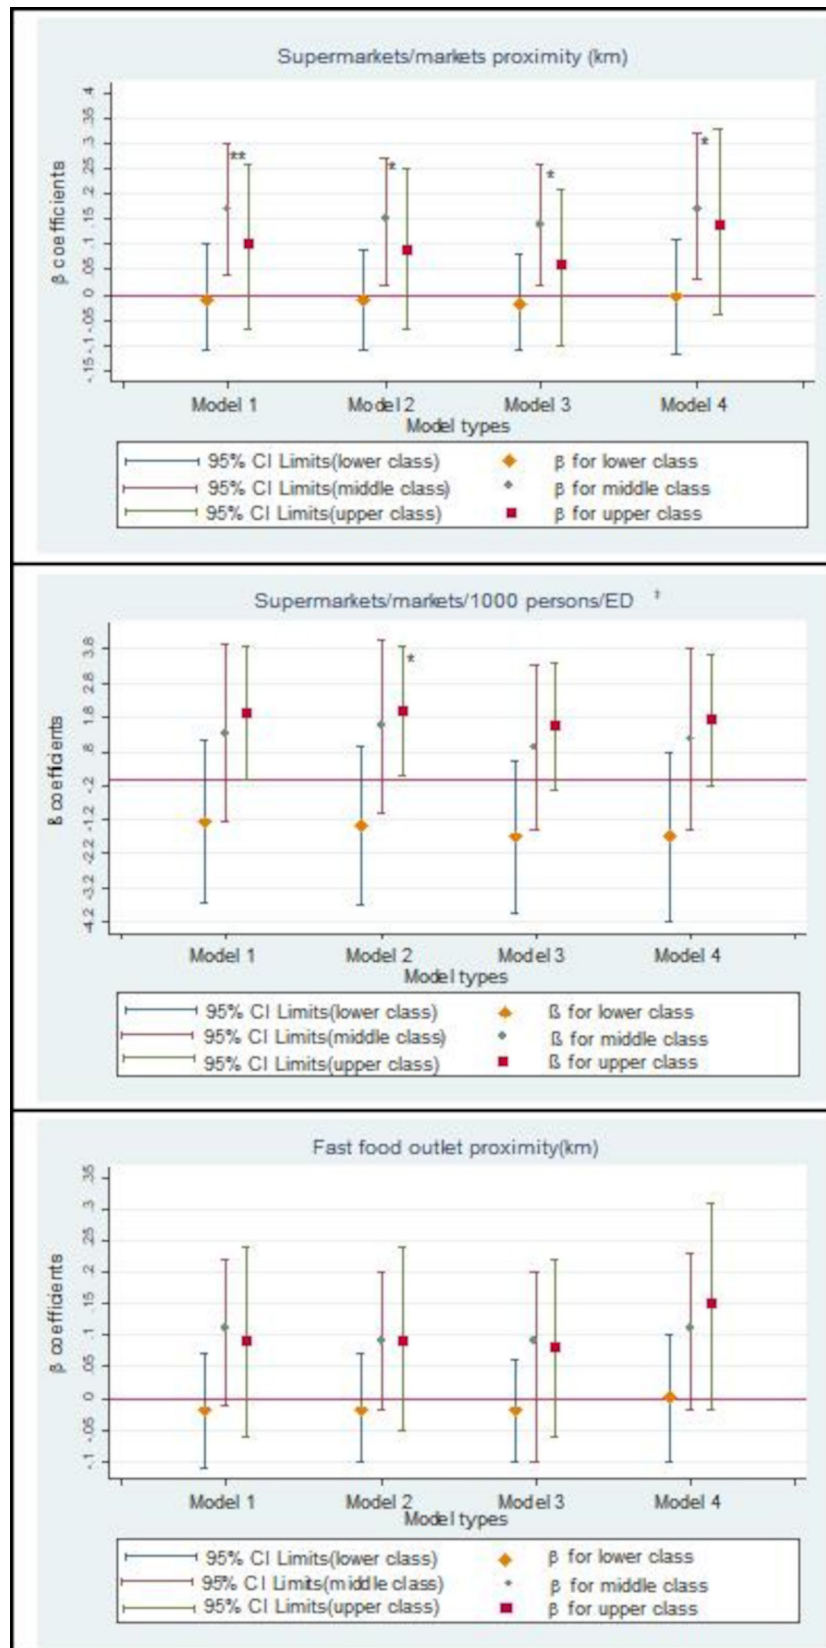 Supermarkets/markets proximity (km)
β coefficients
.4
.35
.3
.25
.2
.15
.1
.05
0
-.05
-.1
-.15
**
*
*
*
Model 1 Model 2 Model 3 Model 4
Model types
95% CI Limits(lower class) β for lower class
95% CI Limits(middle class) β for middle class
95% CI Limits(upper class) β for upper class
Supermarkets/markets/1000 persons/ED ‡
ß coefficients
3.8
2.8
1.8
.8
-.2
-1.2
-2.2
-3.2
-4.2
*
Model 1 Model 2 Model 3 Model 4
Model types
95% CI Limits(lower class) ß for lower class
95% CI Limits(middle class) ß for middle class
95% CI Limits(upper class) ß for upper class
Fast food outlet proximity(km)
β coefficients
.35
.3
.25
.2
.15
.1
.05
0
-.05
-.1
Model 1 Model 2 Model 3 Model 4
Model types
95% CI Limits(lower class) β for lower class
95% CI Limits(middle class) β for middle class
95% CI Limits(upper class) β for upper class